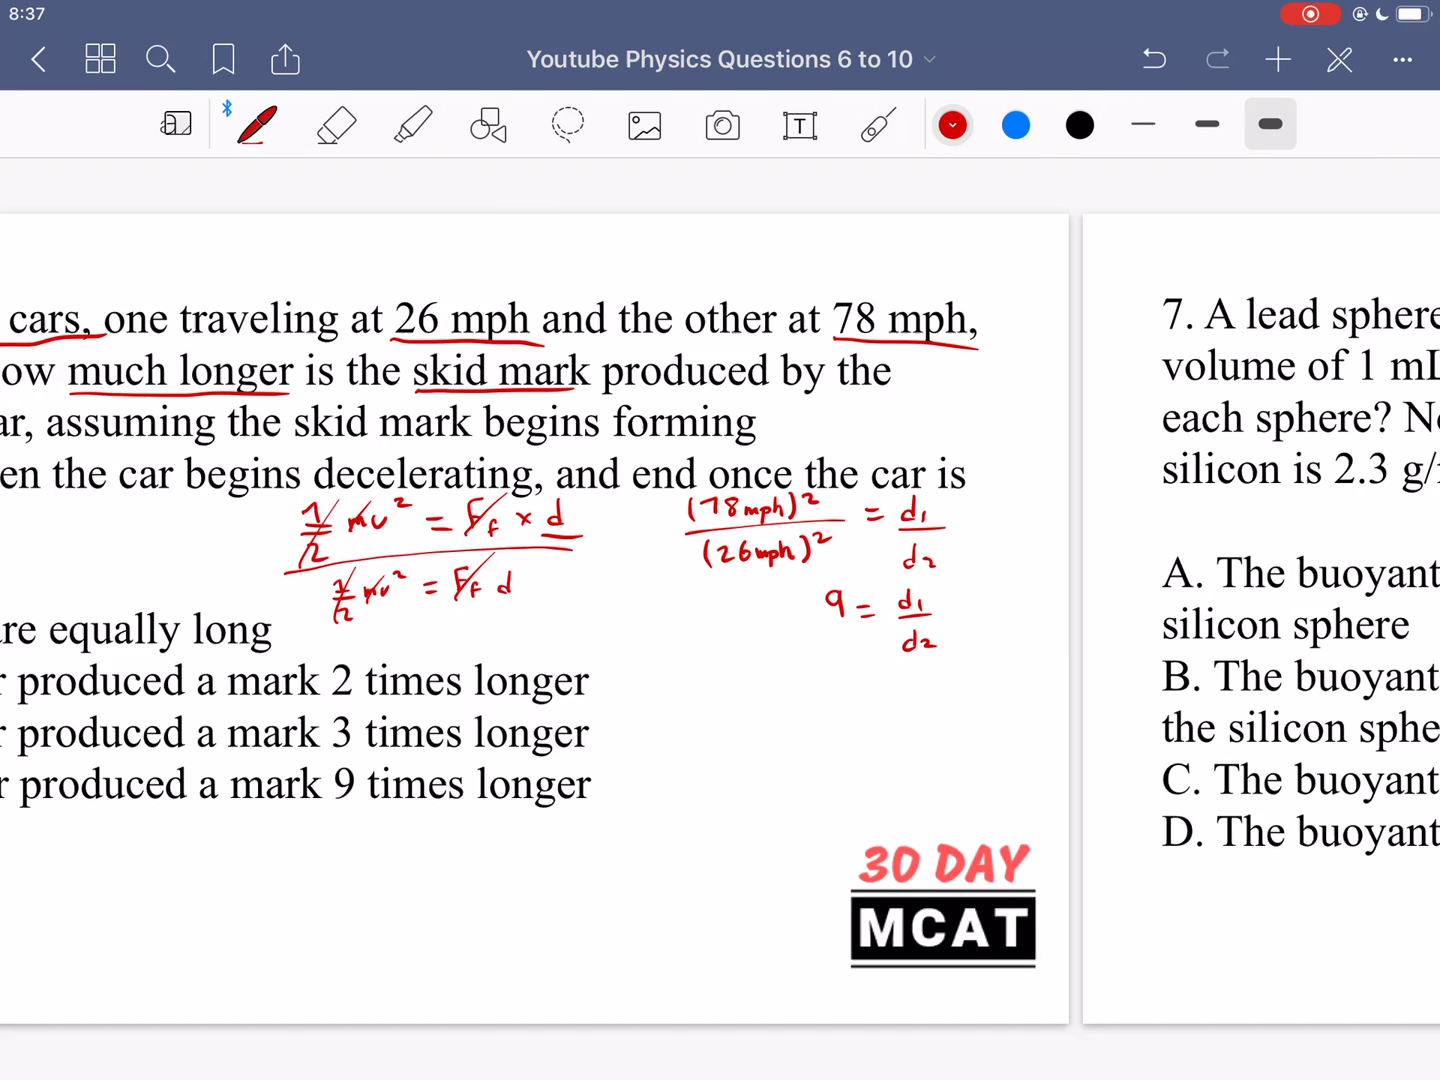 8:37
Youtube Physics Questions 6 to 10
T
cars, one traveling at 26 mph and the other at 78 mph,
ow much longer is the skid mark produced by the
ar, assuming the skid mark begins forming
en the car begins decelerating, and end once the car is
1/2 mv² = Ff × d
1/2 mv² = Ff d
(78mph)² / (26mph)² = d1 / d2
9 = d1 / d2
re equally long
r produced a mark 2 times longer
r produced a mark 3 times longer
r produced a mark 9 times longer
30 DAY
MCAT
7. A lead sphere
volume of 1 mL
each sphere? No
silicon is 2.3 g/
A. The buoyant
silicon sphere
B. The buoyant
the silicon sphe
C. The buoyant
D. The buoyant